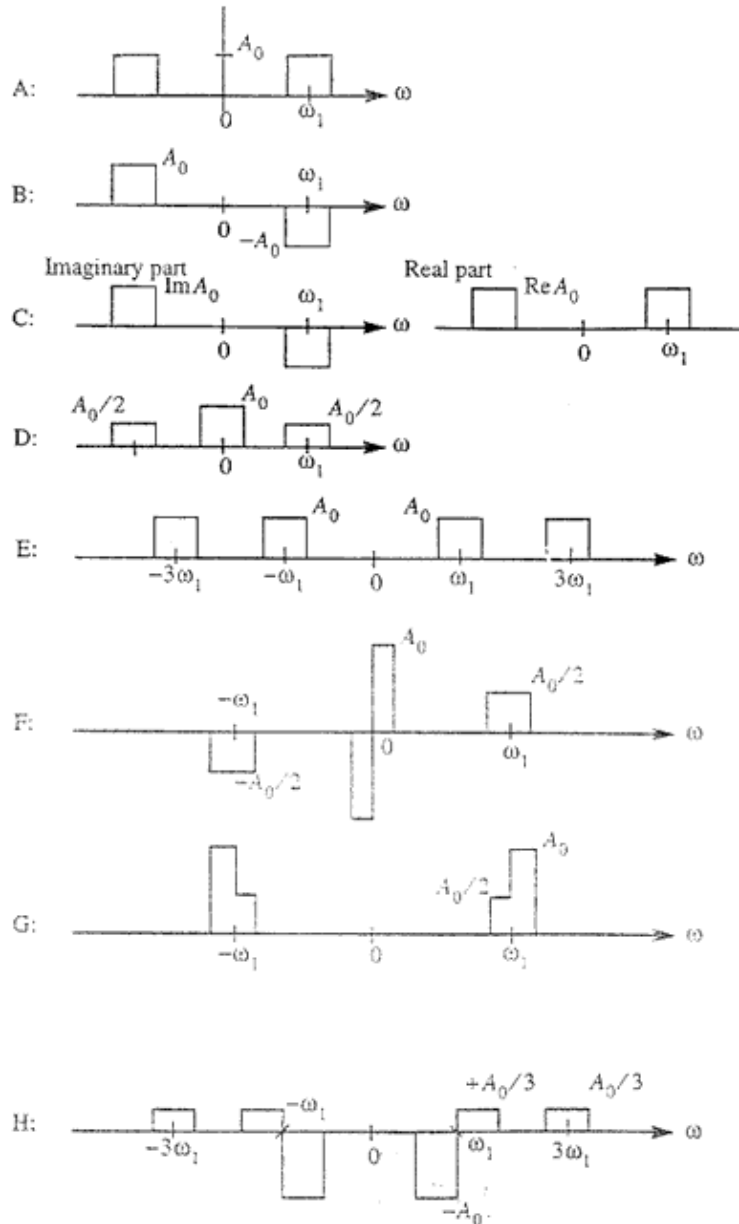 A₀
A:
ω
0
ω₁
A₀
ω₁
B:
ω
0
−A₀
Imaginary part
Real part
Im A₀
ω₁
Re A₀
C:
ω
0
0
ω₁
A₀/2
A₀
A₀/2
D:
ω
0
ω₁
A₀
A₀
E:
ω
−3ω₁
−ω₁
0
ω₁
3ω₁
A₀
A₀/2
−ω₁
F:
ω
0
ω₁
−A₀/2
A₀
A₀/2
G:
ω
−ω₁
0
ω₁
−ω₁
+A₀/3
A₀/3
H:
ω
−3ω₁
0
ω₁
3ω₁
−A₀